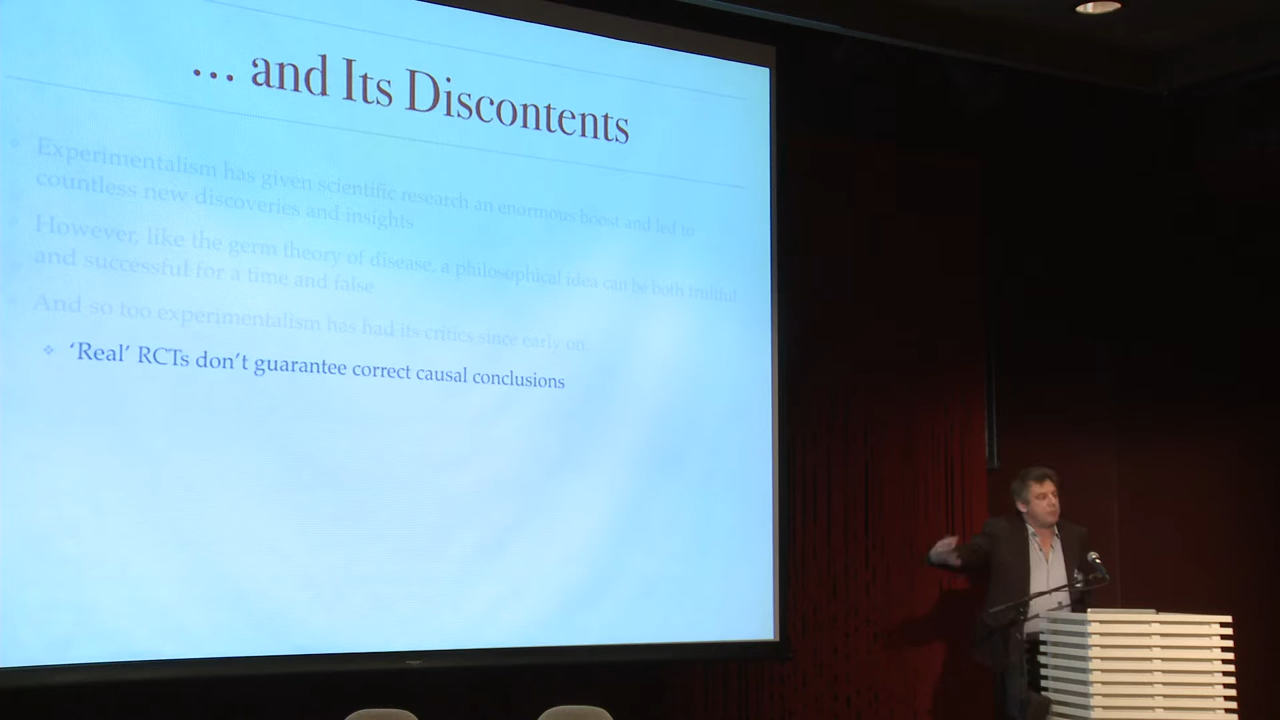 ... and Its Discontents
Experimentalism has given scientific research an enormous boost and led to
countless new discoveries and insights
However, like the germ theory of disease, a philosophical idea can be both fruitful
and successful for a time and false
And so too experimentalism has had its critics since early on
‘Real’ RCTs don’t guarantee correct causal conclusions